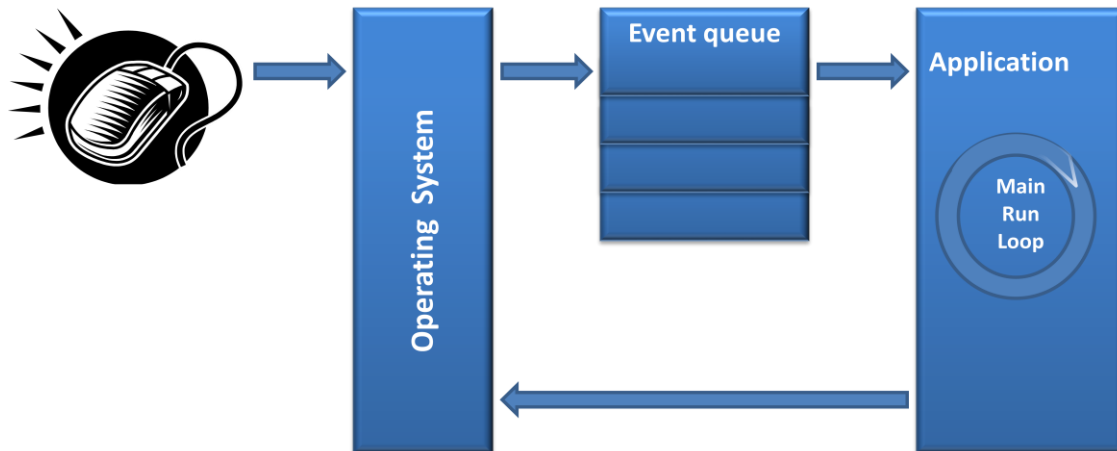 Operating System
Event queue
Application
Main
Run
Loop